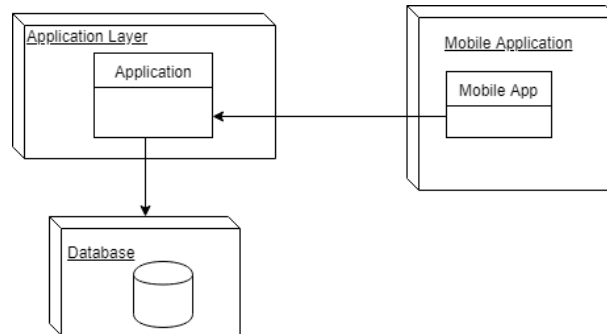 Application Layer
Application
Mobile Application
Mobile App
Database